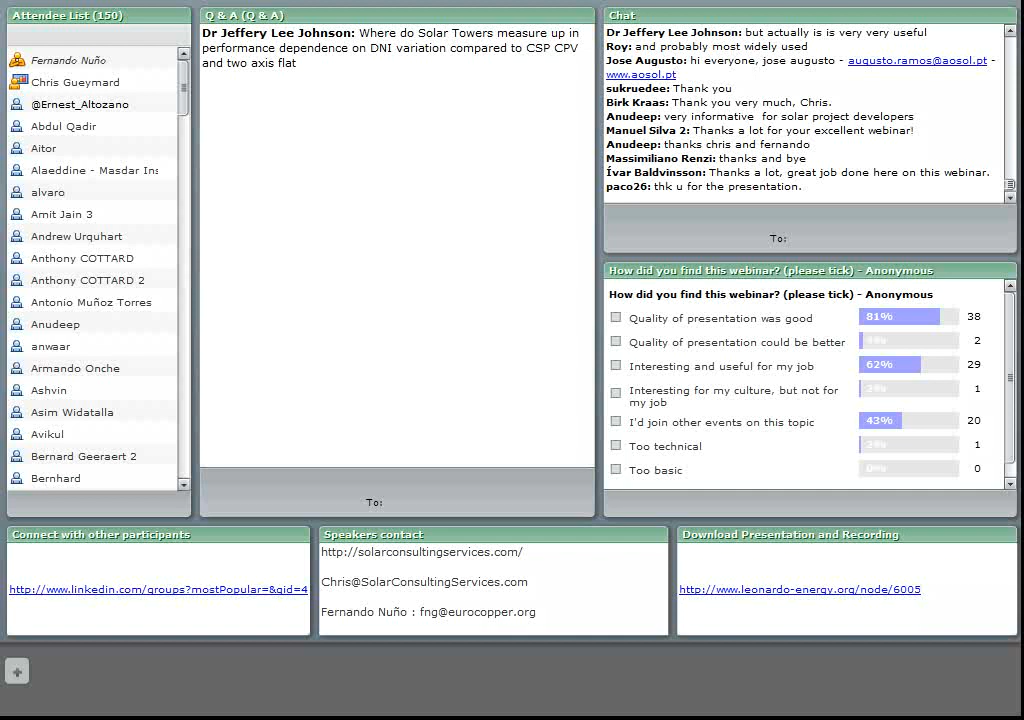 Attendee List (150)
Fernando Nuño
Chris Gueymard
@Ernest_Altozano
Abdul Qadir
Aitor
Alaeddine - Masdar Ins
alvaro
Amit Jain 3
Andrew Urquhart
Anthony COTTARD
Anthony COTTARD 2
Antonio Muñoz Torres
Anudeep
anwaar
Armando Onche
Ashvin
Asim Widatalla
Avikul
Bernard Geeraert 2
Bernhard
Q & A (Q & A)
Dr Jeffery Lee Johnson: Where do Solar Towers measure up in
performance dependence on DNI variation compared to CSP CPV
and two axis flat
To:
Chat
Dr Jeffery Lee Johnson: but actually is is very very useful
Roy: and probably most widely used
Jose Augusto: hi everyone, jose augusto - augusto.ramos@aosol.pt -
www.aosol.pt
sukruedee: Thank you
Birk Kraas: Thank you very much, Chris.
Anudeep: very informative for solar project developers
Manuel Silva 2: Thanks a lot for your excellent webinar!
Anudeep: thanks chris and fernando
Massimiliano Renzi: thanks and bye
Ívar Baldvinsson: Thanks a lot, great job done here on this webinar.
paco26: thk u for the presentation.
To:
How did you find this webinar? (please tick) - Anonymous
How did you find this webinar? (please tick) - Anonymous
Quality of presentation was good 81% 38
Quality of presentation could be better 4% 2
Interesting and useful for my job 62% 29
Interesting for my culture, but not for
my job 2% 1
I'd join other events on this topic 43% 20
Too technical 2% 1
Too basic 0% 0
Connect with other participants
http://www.linkedin.com/groups?mostPopular=&gid=4
Speakers contact
http://solarconsultingservices.com/
Chris@SolarConsultingServices.com
Fernando Nuño : fng@eurocopper.org
Download Presentation and Recording
http://www.leonardo-energy.org/node/6005